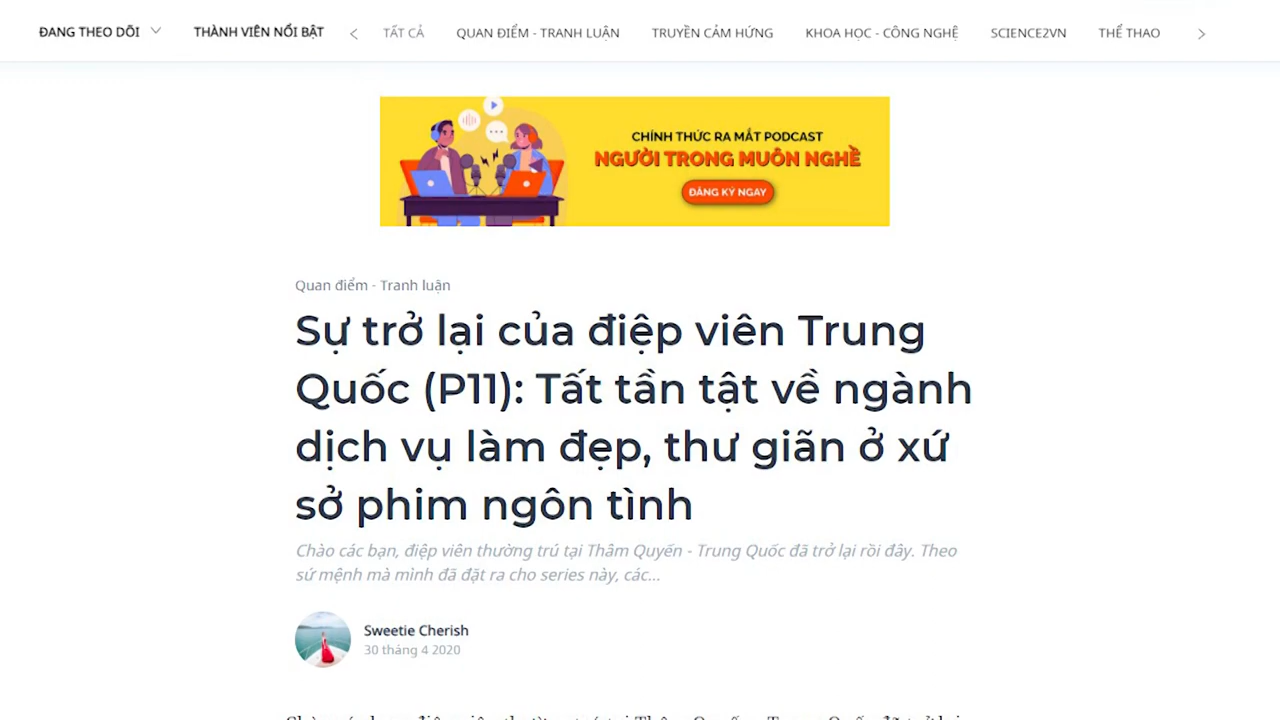 ĐANG THEO DÕI THÀNH VIÊN NỔI BẬT TẤT CẢ QUAN ĐIỂM - TRANH LUẬN TRUYỀN CẢM HỨNG KHOA HỌC - CÔNG NGHỆ SCIENCE2VN THỂ THAO
CHÍNH THỨC RA MẮT PODCAST
NGƯỜI TRONG MUÔN NGHỀ
ĐĂNG KÝ NGAY
Quan điểm - Tranh luận
Sự trở lại của điệp viên Trung
Quốc (P11): Tất tần tật về ngành
dịch vụ làm đẹp, thư giãn ở xứ
sở phim ngôn tình
Chào các bạn, điệp viên thường trú tại Thâm Quyến - Trung Quốc đã trở lại rồi đây. Theo
sứ mệnh mà mình đã đặt ra cho series này, các...
Sweetie Cherish
30 tháng 4 2020